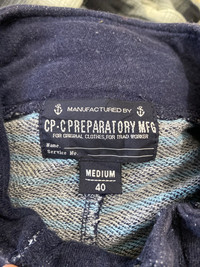 MANUFACTURED BY
CP-C PREPARATORY MFG
FOR ORIGINAL CLOTHES, FOR TRAD WORKER
Name
Service No.
MEDIUM
40